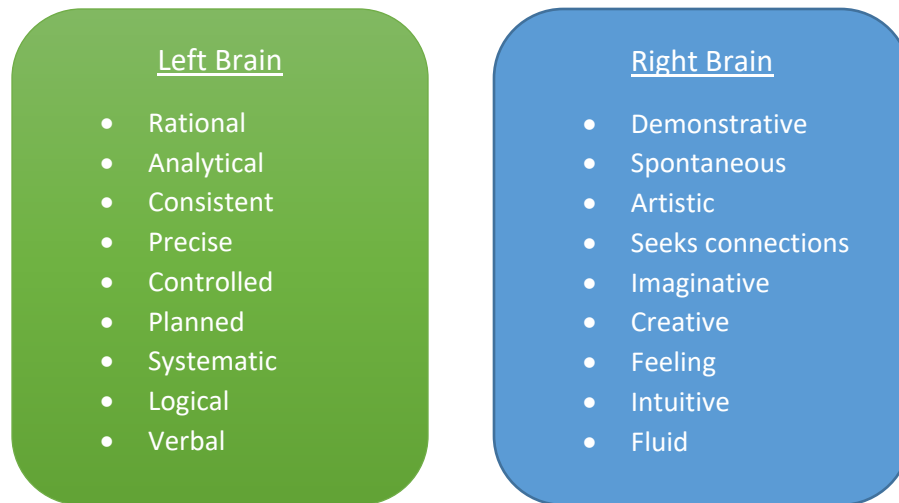 Left Brain
• Rational
• Analytical
• Consistent
• Precise
• Controlled
• Planned
• Systematic
• Logical
• Verbal
Right Brain
• Demonstrative
• Spontaneous
• Artistic
• Seeks connections
• Imaginative
• Creative
• Feeling
• Intuitive
• Fluid